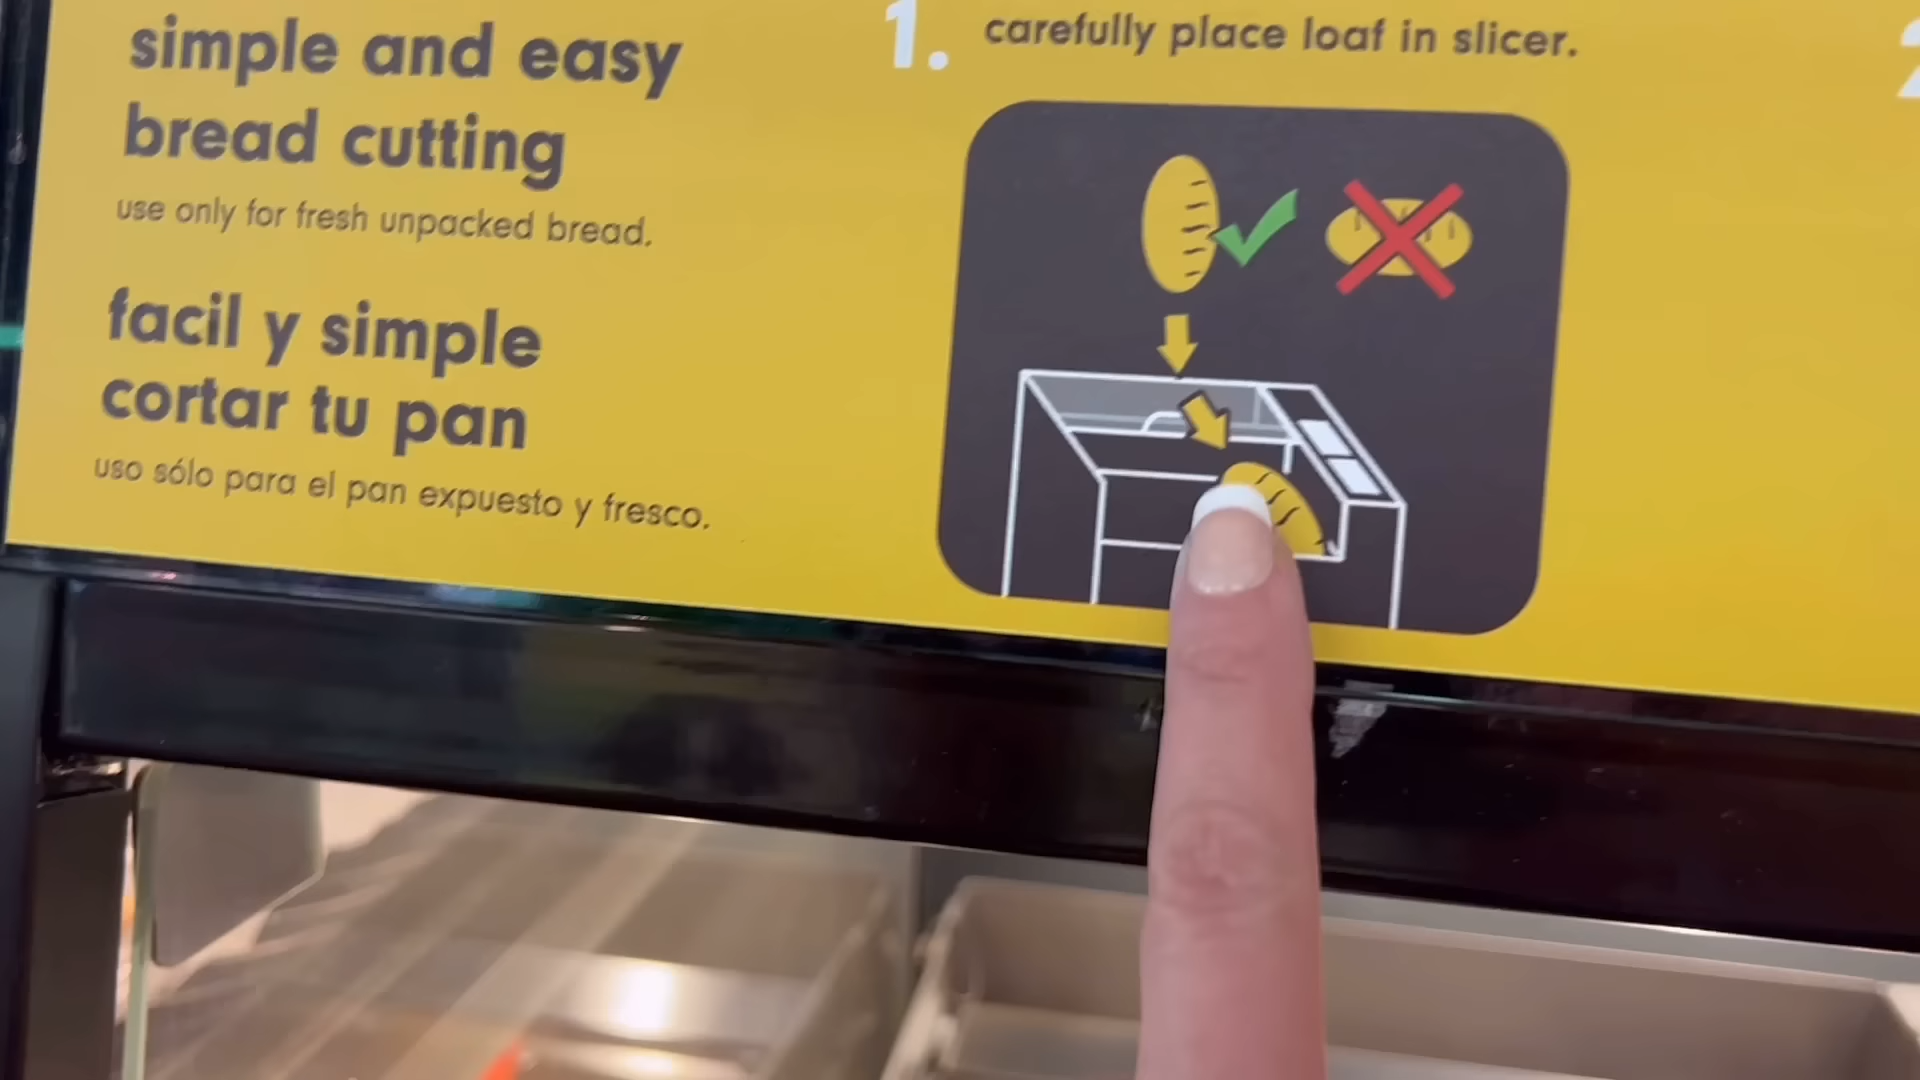 simple and easy
bread cutting
use only for fresh unpacked bread.
facil y simple
cortar tu pan
uso sólo para el pan expuesto y fresco.
1. carefully place loaf in slicer.